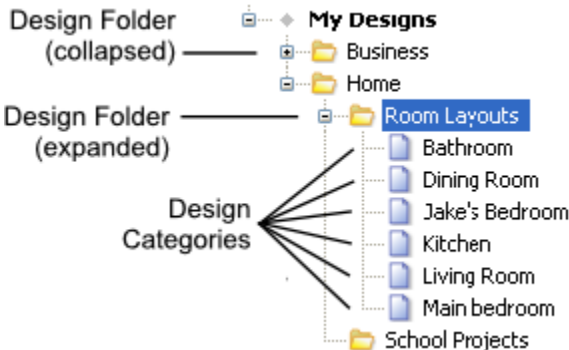 Design Folder
(collapsed)
My Designs
Business
Home
Design Folder
(expanded)
Room Layouts
Bathroom
Dining Room
Jake's Bedroom
Design
Categories
Kitchen
Living Room
Main bedroom
School Projects